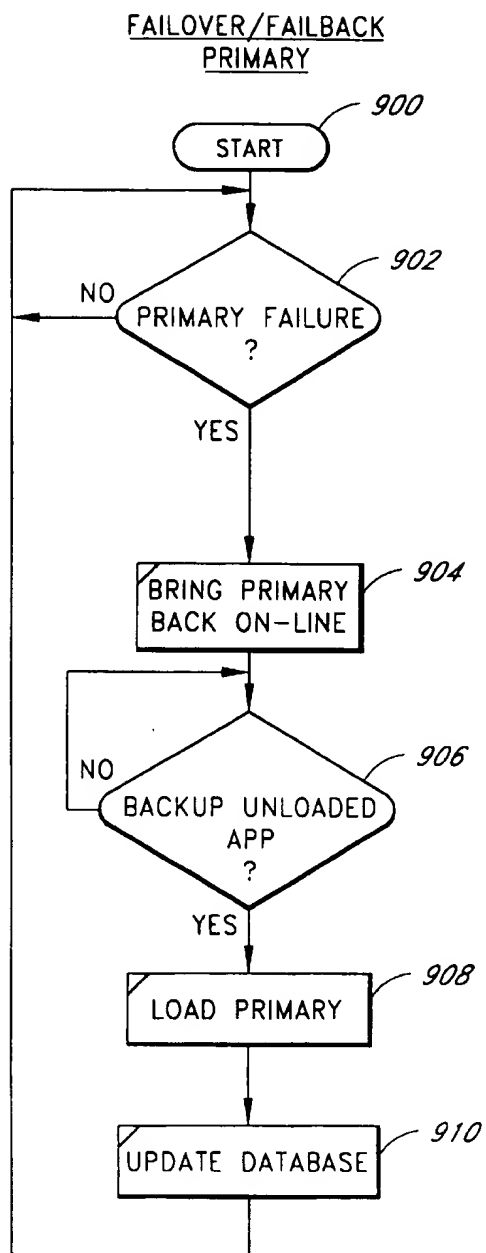 FAILOVER/FAILBACK
PRIMARY
900
START
902
NO
PRIMARY FAILURE
?
YES
904
BRING PRIMARY
BACK ON-LINE
906
NO
BACKUP UNLOADED
APP
?
YES
908
LOAD PRIMARY
910
UPDATE DATABASE